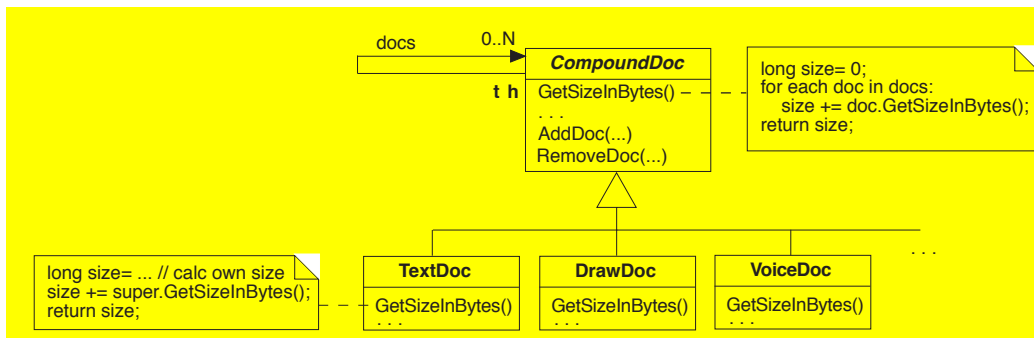 docs
0..N
CompoundDoc
t h
GetSizeInBytes()
. . .
AddDoc(...)
RemoveDoc(...)
long size= 0;
for each doc in docs:
size += doc.GetSizeInBytes();
return size;
. . .
long size= ... // calc own size
size += super.GetSizeInBytes();
return size;
TextDoc
GetSizeInBytes()
. . .
DrawDoc
GetSizeInBytes()
. . .
VoiceDoc
GetSizeInBytes()
. . .